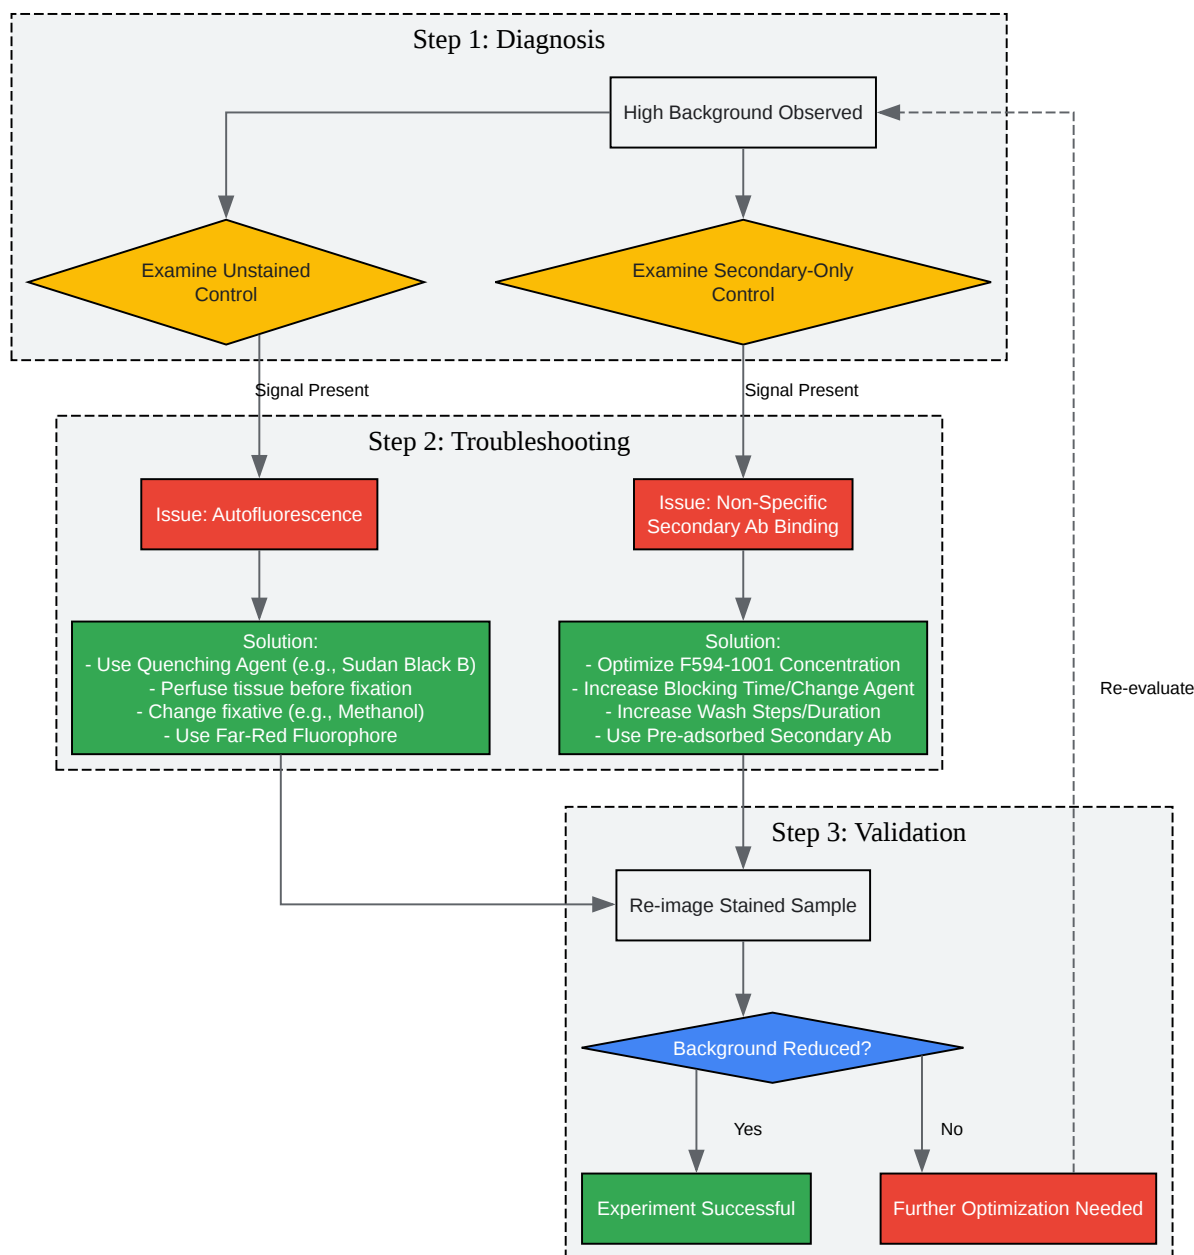 Step 1: Diagnosis
High Background Observed
Examine Unstained
Control
Examine Secondary-Only
Control
Signal Present
Signal Present
Step 2: Troubleshooting
Issue: Autofluorescence
Issue: Non-Specific
Secondary Ab Binding
Solution:
- Use Quenching Agent (e.g., Sudan Black B)
- Perfuse tissue before fixation
- Change fixative (e.g., Methanol)
- Use Far-Red Fluorophore
Solution:
- Optimize F594-1001 Concentration
- Increase Blocking Time/Change Agent
- Increase Wash Steps/Duration
- Use Pre-adsorbed Secondary Ab
Re-evaluate
Step 3: Validation
Re-image Stained Sample
Background Reduced?
Yes
No
Experiment Successful
Further Optimization Needed